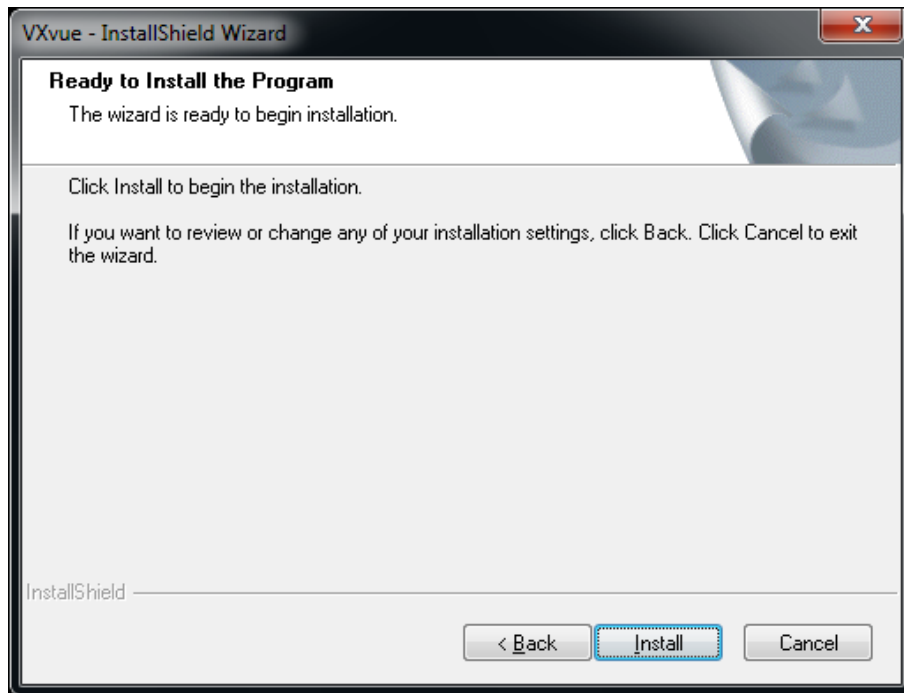 VXvue - InstallShield Wizard
Ready to Install the Program
The wizard is ready to begin installation.
Click Install to begin the installation.
If you want to review or change any of your installation settings, click Back. Click Cancel to exit
the wizard.
InstallShield
< Back
Install
Cancel